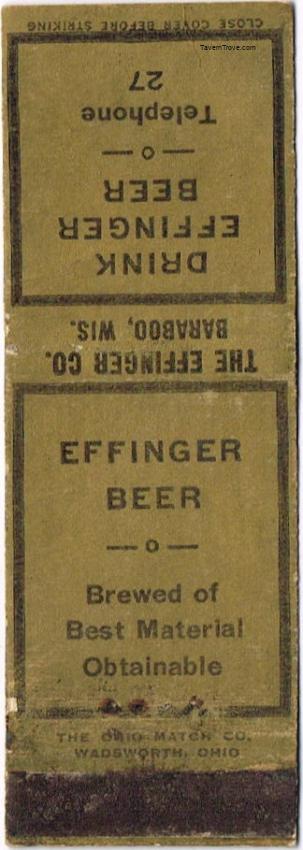 CLOSE COVER BEFORE STRIKING
TavernTrove.com
DRINK
EFFINGER
BEER
Telephone
27
THE EFFINGER CO.
BARABOO, WIS.
EFFINGER
BEER
Brewed of
Best Material
Obtainable
THE OHIO MATCH CO.
WADSWORTH, OHIO